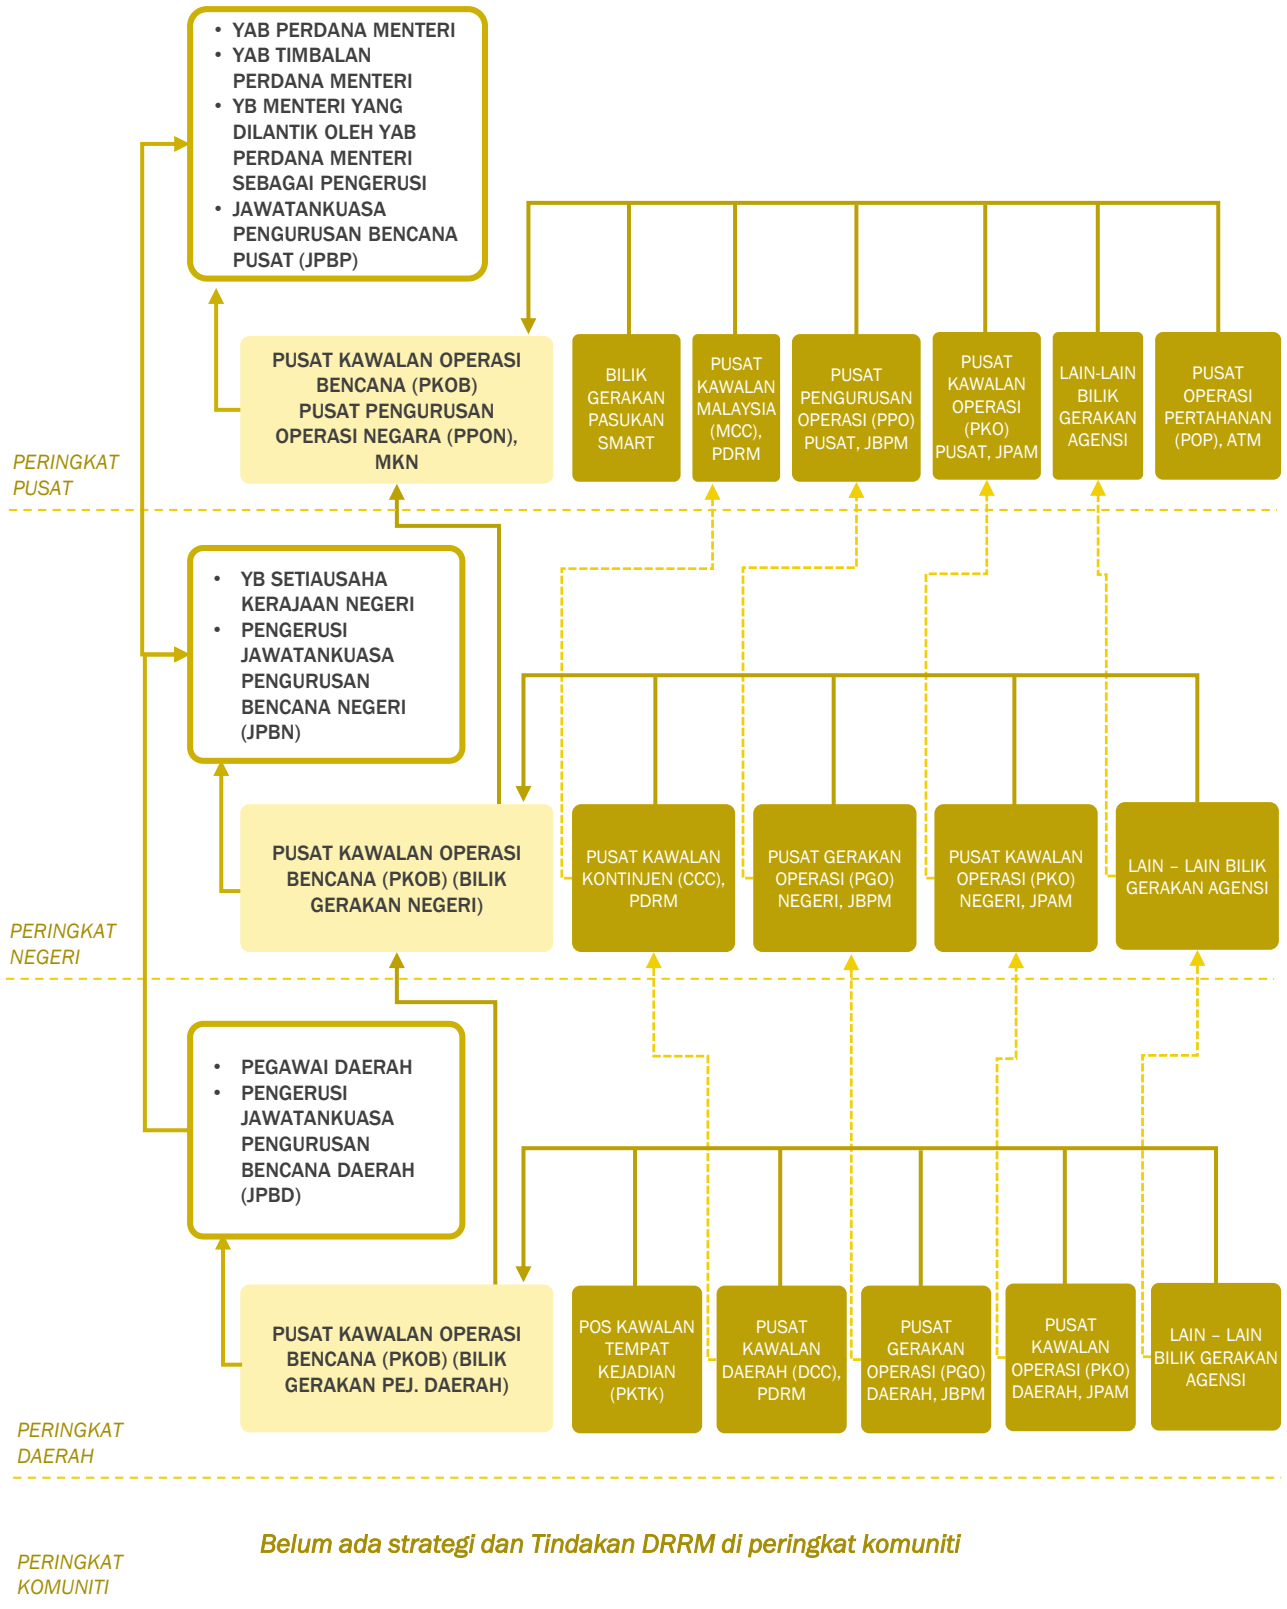 • YAB PERDANA MENTERI
• YAB TIMBALAN
PERDANA MENTERI
• YB MENTERI YANG
DILANTIK OLEH YAB
PERDANA MENTERI
SEBAGAI PENGERUSI
• JAWATANKUASA
PENGURUSAN BENCANA
PUSAT (JPBP)
PUSAT KAWALAN OPERASI
BENCANA (PKOB)
PUSAT PENGURUSAN
OPERASI NEGARA (PPON),
MKN
BILIK
GERAKAN
PASUKAN
SMART
PUSAT
KAWALAN
MALAYSIA
(MCC),
PDRM
PUSAT
PENGURUSAN
OPERASI (PPO)
PUSAT, JBPM
PUSAT
KAWALAN
OPERASI
(PKO)
PUSAT, JPAM
LAIN-LAIN
BILIK
GERAKAN
AGENSI
PUSAT
OPERASI
PERTAHANAN
(POP), ATM
PERINGKAT
PUSAT
• YB SETIAUSAHA
KERAJAAN NEGERI
• PENGERUSI
JAWATANKUASA
PENGURUSAN
BENCANA NEGERI
(JPBN)
PUSAT KAWALAN OPERASI
BENCANA (PKOB) (BILIK
GERAKAN NEGERI)
PUSAT KAWALAN
KONTINJEN (CCC),
PDRM
PUSAT GERAKAN
OPERASI (PGO)
NEGERI, JBPM
PUSAT KAWALAN
OPERASI (PKO)
NEGERI, JPAM
LAIN – LAIN BILIK
GERAKAN AGENSI
PERINGKAT
NEGERI
• PEGAWAI DAERAH
• PENGERUSI
JAWATANKUASA
PENGURUSAN
BENCANA DAERAH
(JPBD)
PUSAT KAWALAN OPERASI
BENCANA (PKOB) (BILIK
GERAKAN PEJ. DAERAH)
POS KAWALAN
TEMPAT
KEJADIAN
(PKTK)
PUSAT
KAWALAN
DAERAH (DCC),
PDRM
PUSAT
GERAKAN
OPERASI (PGO)
DAERAH, JBPM
PUSAT
KAWALAN
OPERASI (PKO)
DAERAH, JPAM
LAIN – LAIN
BILIK GERAKAN
AGENSI
PERINGKAT
DAERAH
Belum ada strategi dan Tindakan DRRM di peringkat komuniti
PERINGKAT
KOMUNITI